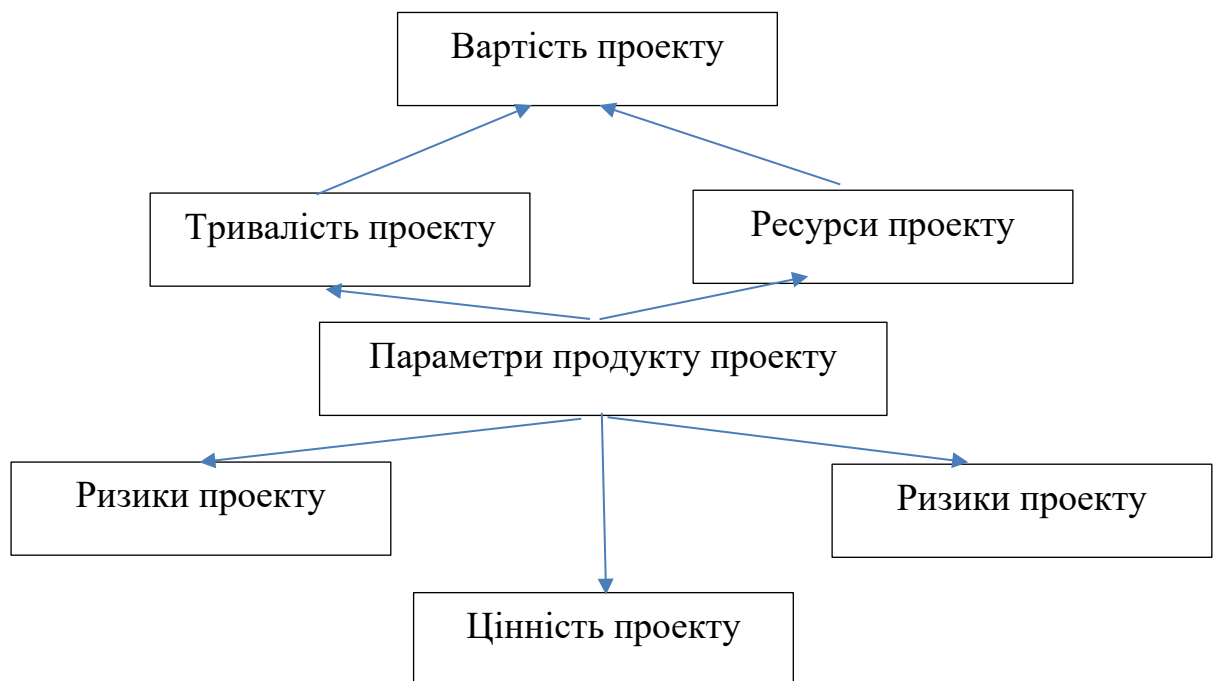 Вартість проекту
Тривалість проекту
Ресурси проекту
Параметри продукту проекту
Ризики проекту
Ризики проекту
Цінність проекту